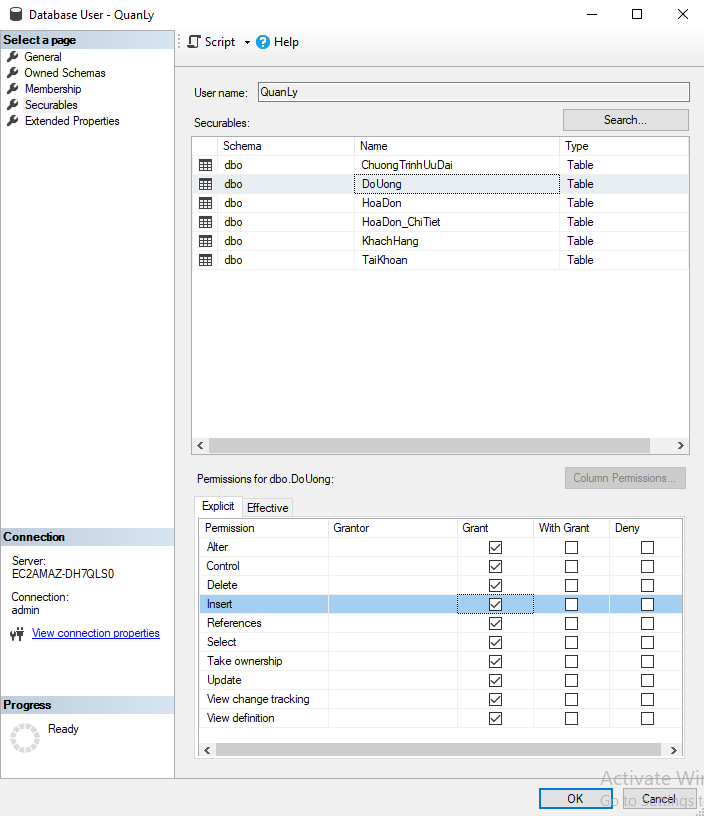 Database User - QuanLy
Select a page
General
Owned Schemas
Membership
Securables
Extended Properties
Script
Help
User name: QuanLy
Securables: Search...
Schema Name Type
dbo ChuongTrinhUuDai Table
dbo DoUong Table
dbo HoaDon Table
dbo HoaDon_ChiTiet Table
dbo KhachHang Table
dbo TaiKhoan Table
Permissions for dbo.DoUong: Column Permissions...
Explicit Effective
Permission Grantor Grant With Grant Deny
Alter
Control
Delete
Insert
References
Select
Take ownership
Update
View change tracking
View definition
Connection
Server:
EC2AMAZ-DH7QLS0
Connection:
admin
View connection properties
Progress
Ready
Activate Win
Go to Settings t
OK Cancel